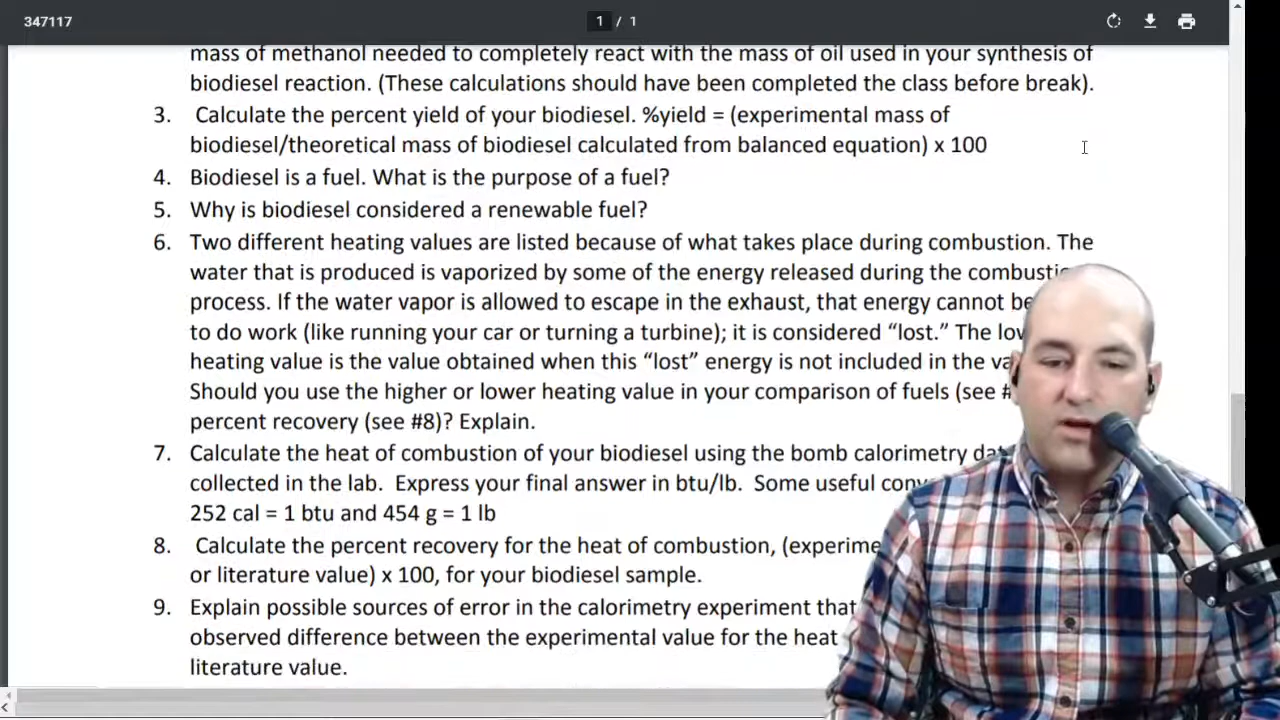 347117
1 / 1
mass of methanol needed to completely react with the mass of oil used in your synthesis of
biodiesel reaction. (These calculations should have been completed the class before break).
3. Calculate the percent yield of your biodiesel. %yield = (experimental mass of
biodiesel/theoretical mass of biodiesel calculated from balanced equation) x 100
4. Biodiesel is a fuel. What is the purpose of a fuel?
5. Why is biodiesel considered a renewable fuel?
6. Two different heating values are listed because of what takes place during combustion. The
water that is produced is vaporized by some of the energy released during the
process. If the water vapor is allowed to escape in the exhaust, that energy cannot be
to do work (like running your car or turning a turbine); it is considered “lost.” The
heating value is the value obtained when this “lost” energy is not included in the
Should you use the higher or lower heating value in your comparison of fuels (see
percent recovery (see #8)? Explain.
7. Calculate the heat of combustion of your biodiesel using the bomb calorimetry
collected in the lab. Express your final answer in btu/lb. Some useful
252 cal = 1 btu and 454 g = 1 lb
8. Calculate the percent recovery for the heat of combustion,
or literature value) x 100, for your biodiesel sample.
9. Explain possible sources of error in the calorimetry experiment that
observed difference between the experimental value for the heat
literature value.